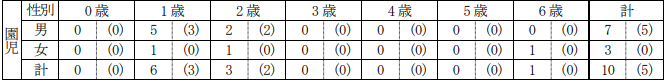 園児 性別 0歳 1歳 2歳 3歳 4歳 5歳 6歳 計
男 0 (0) 5 (3) 2 (2) 0 (0) 0 (0) 0 (0) 0 (0) 7 (5)
女 0 (0) 1 (0) 1 (0) 0 (0) 0 (0) 0 (0) 1 (0) 3 (0)
計 0 (0) 6 (3) 3 (2) 0 (0) 0 (0) 0 (0) 1 (0) 10 (5)